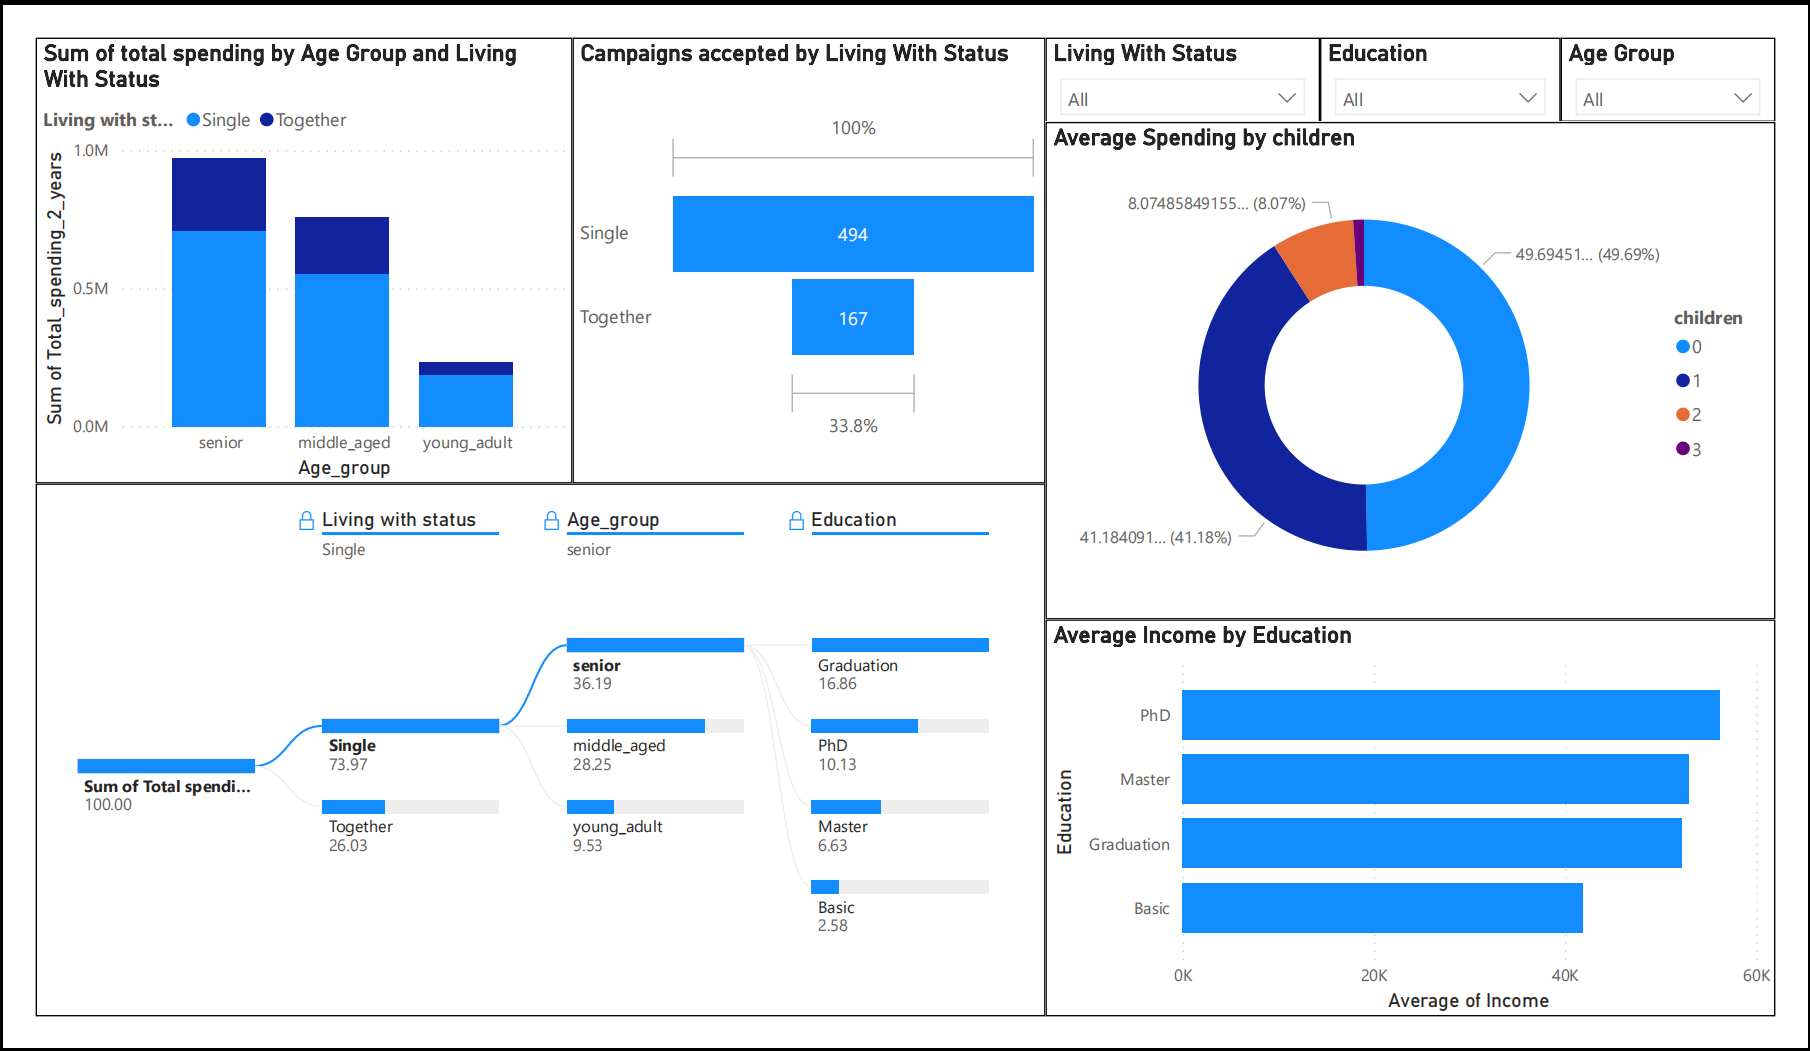 Sum of total spending by Age Group and Living
With Status
Living with st... Single Together
Sum of Total_spending_2_years
1.0M
0.5M
0.0M
senior middle_aged young_adult
Age_group
Campaigns accepted by Living With Status
100%
Single 494
Together 167
33.8%
Living With Status
All
Education
All
Age Group
All
Average Spending by children
8.07485849155... (8.07%)
49.69451... (49.69%)
41.184091... (41.18%)
children
0
1
2
3
Living with status
Single
Age_group
senior
Education
Sum of Total spendi...
100.00
Single
73.97
Together
26.03
senior
36.19
middle_aged
28.25
young_adult
9.53
Graduation
16.86
PhD
10.13
Master
6.63
Basic
2.58
Average Income by Education
Education
PhD
Master
Graduation
Basic
0K 20K 40K 60K
Average of Income